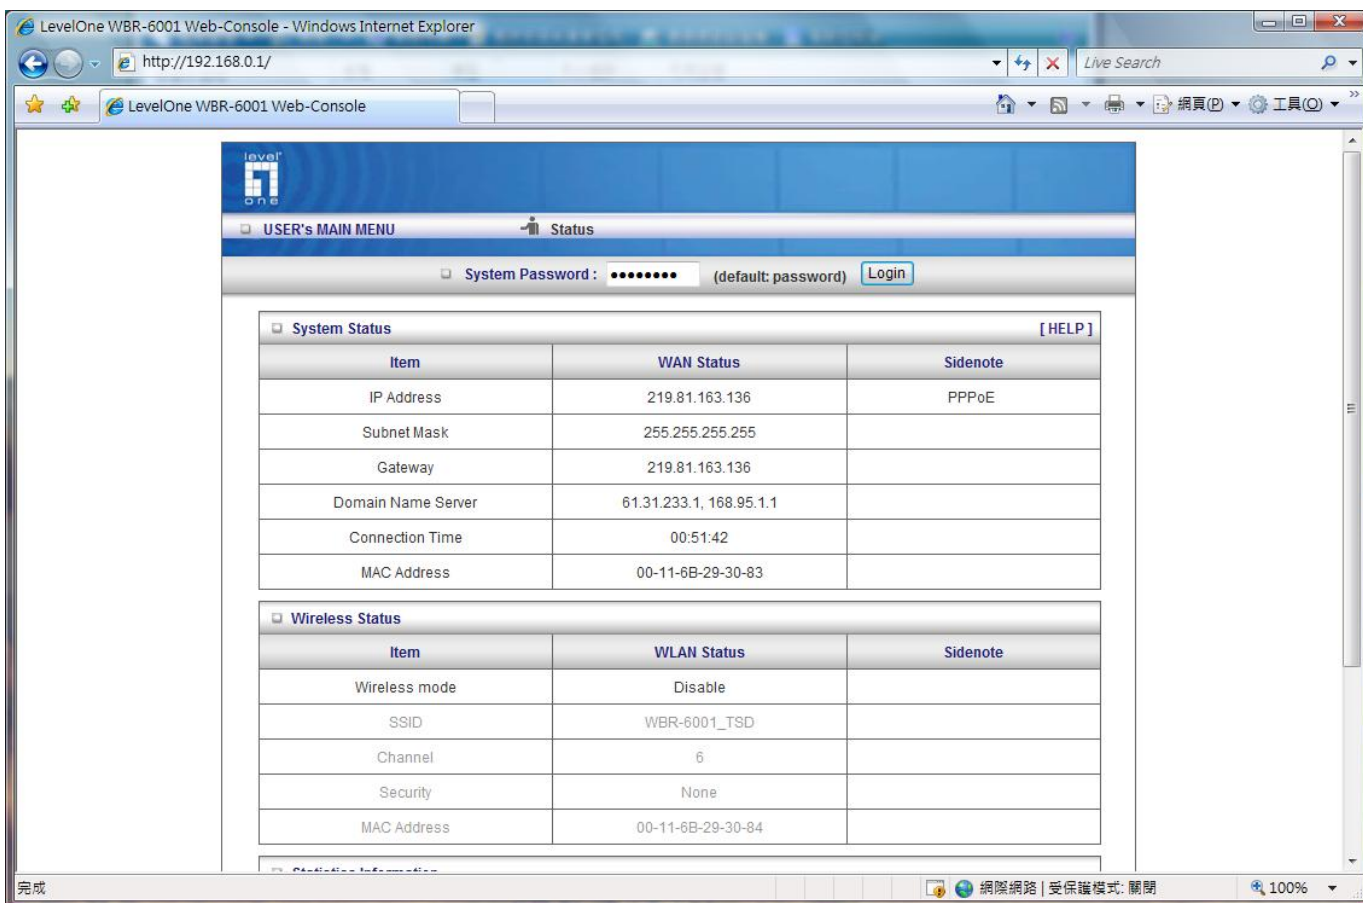 LevelOne WBR-6001 Web-Console - Windows Internet Explorer
http://192.168.0.1/
Live Search
LevelOne WBR-6001 Web-Console
網頁(P) 工具(O) »
level
one
USER's MAIN MENU Status
System Password : •••••••• (default: password) Login
System Status [ HELP ]
Item WAN Status Sidenote
IP Address 219.81.163.136 PPPoE
Subnet Mask 255.255.255.255
Gateway 219.81.163.136
Domain Name Server 61.31.233.1, 168.95.1.1
Connection Time 00:51:42
MAC Address 00-11-6B-29-30-83
Wireless Status
Item WLAN Status Sidenote
Wireless mode Disable
SSID WBR-6001_TSD
Channel 6
Security None
MAC Address 00-11-6B-29-30-84
Statistics Information
完成 網際網路 | 受保護模式: 關閉 100%